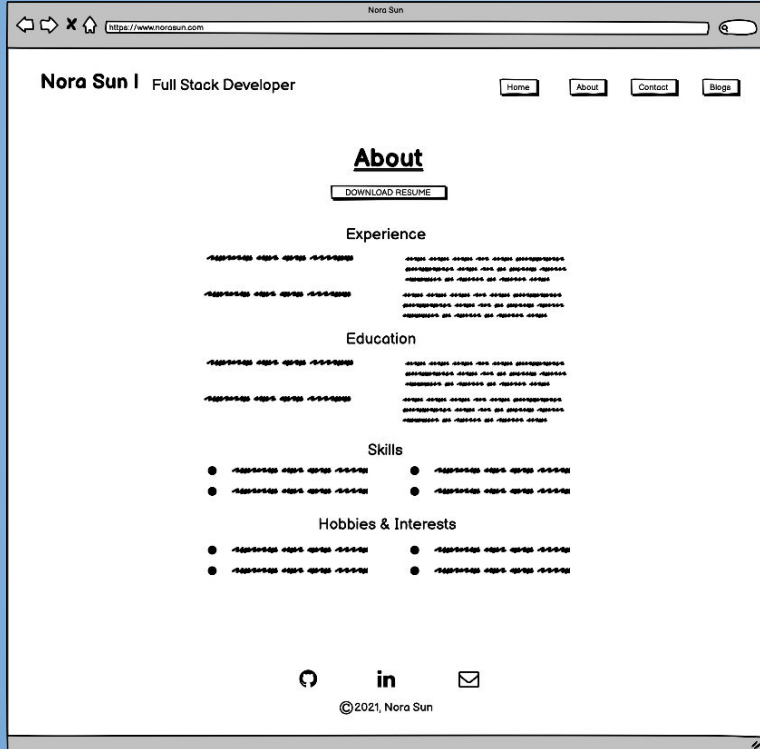 Nora Sun
https://www.norasun.com
Nora Sun | Full Stack Developer
Home About Contact Blogs
About
DOWNLOAD RESUME
Experience
Education
Skills
Hobbies & Interests
in
©2021, Nora Sun